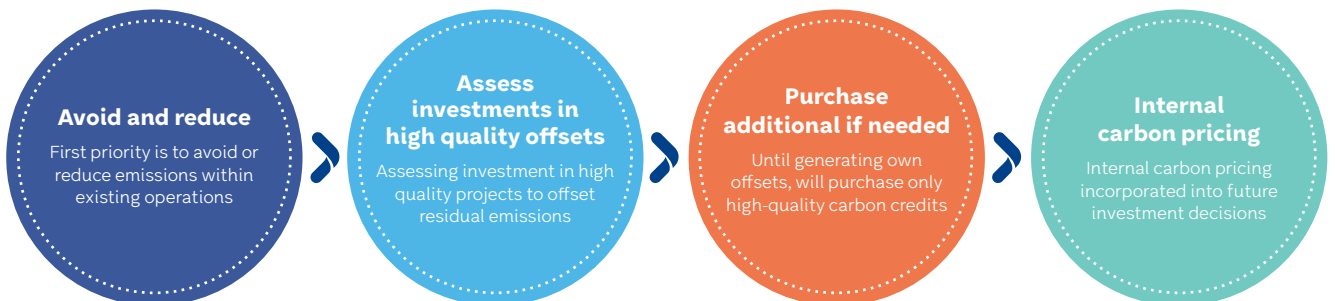 Avoid and reduce
First priority is to avoid or
reduce emissions within
existing operations
Assess
investments in
high quality offsets
Assessing investment in high
quality projects to offset
residual emissions
Purchase
additional if needed
Until generating own
offsets, will purchase only
high-quality carbon credits
Internal
carbon pricing
Internal carbon pricing
incorporated into future
investment decisions